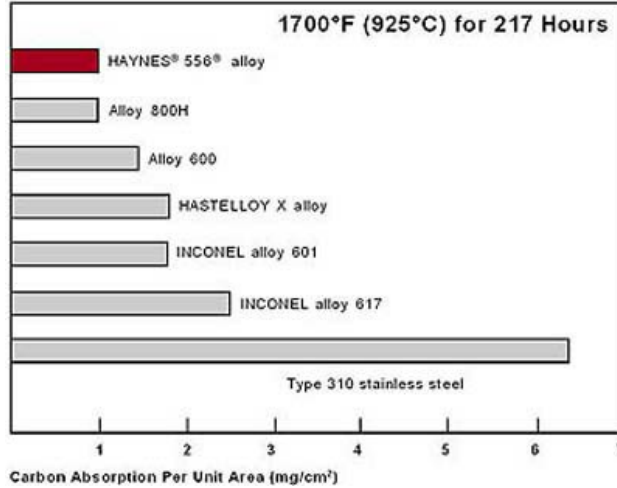 1700°F (925°C) for 217 Hours
HAYNES® 556® alloy
Alloy 800H
Alloy 600
HASTELLOY X alloy
INCONEL alloy 601
INCONEL alloy 617
Type 310 stainless steel
1 2 3 4 5 6
Carbon Absorption Per Unit Area (mg/cm²)